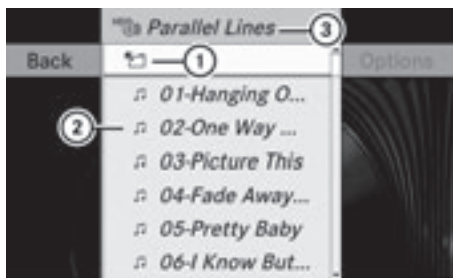 Parallel Lines
3
Back
1
Options
01-Hanging O...
2
02-One Way ...
03-Picture This
04-Fade Away...
05-Pretty Baby
06-I Know But...